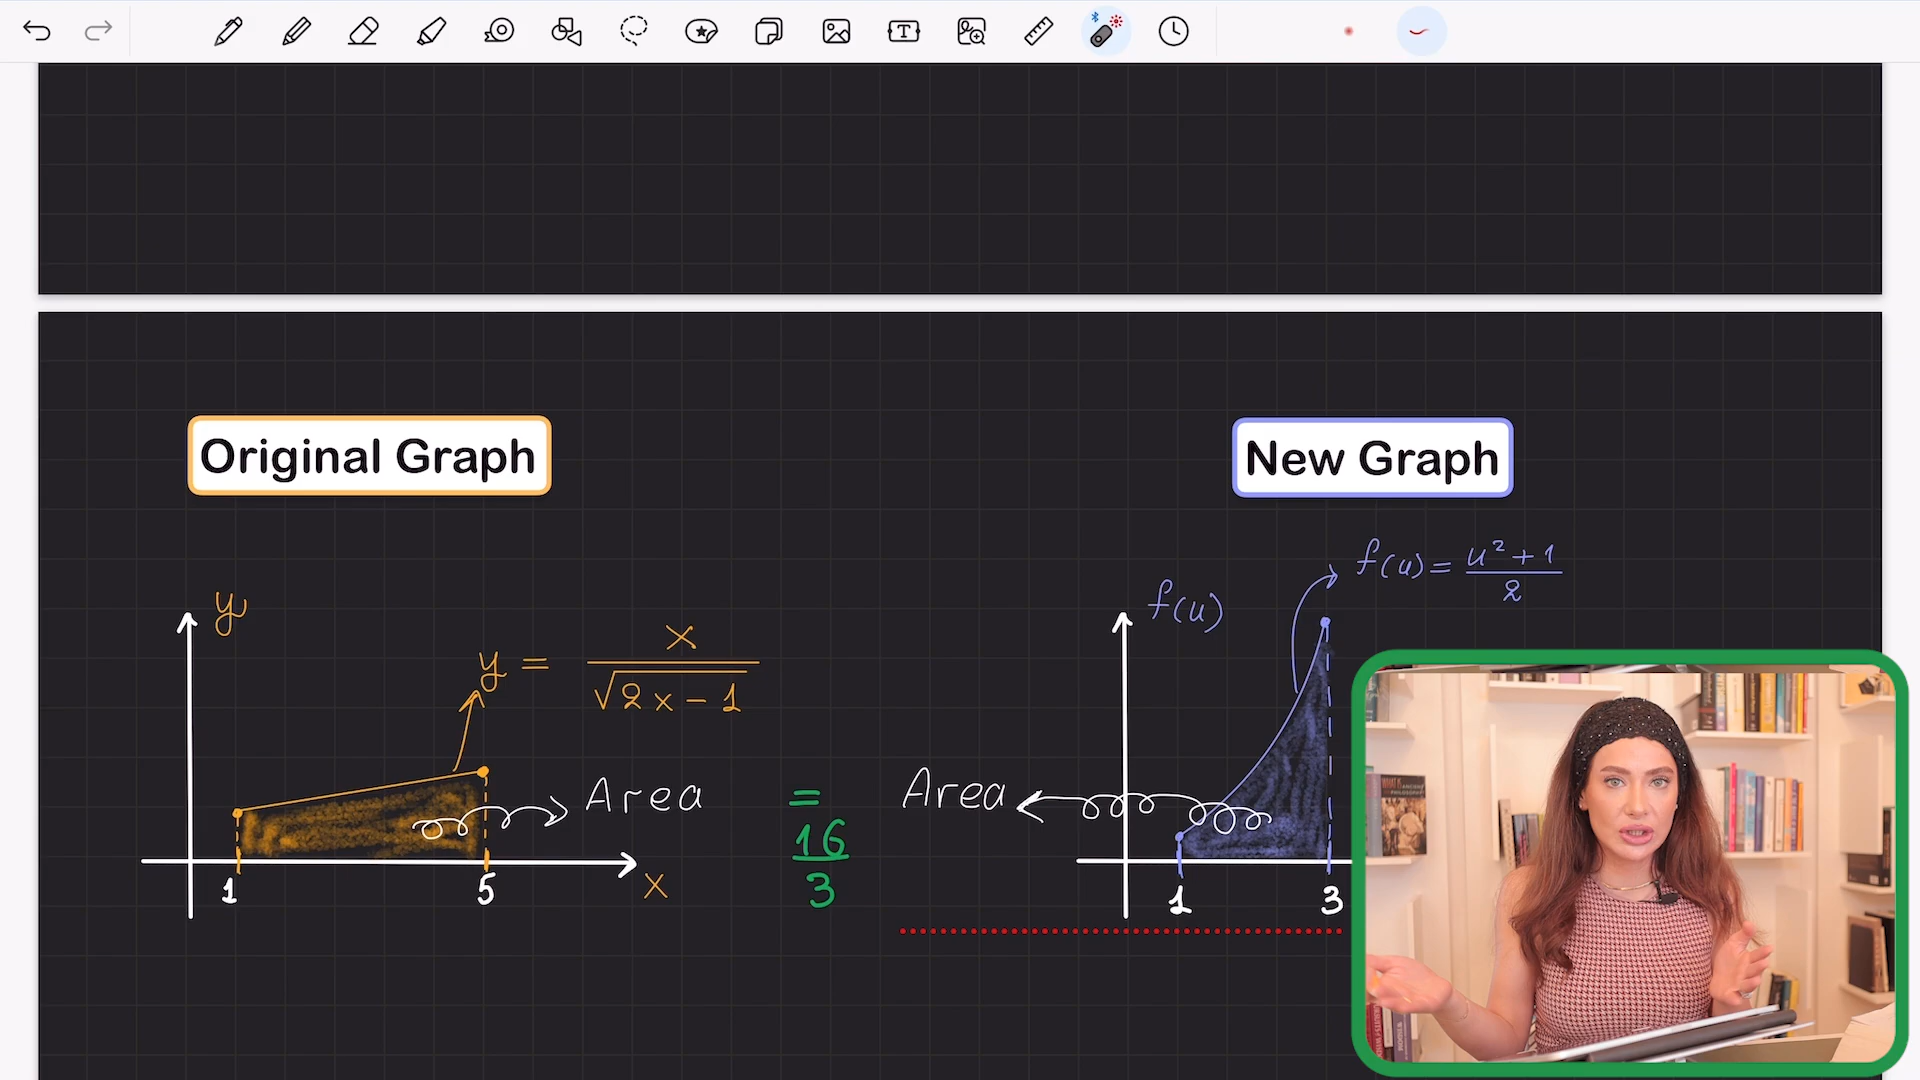 Original Graph
New Graph
y
y = x / √2x - 1
Area
1
5
x
= 16/3
f(u)
f(u) = u² + 1 / 2
Area
1
3